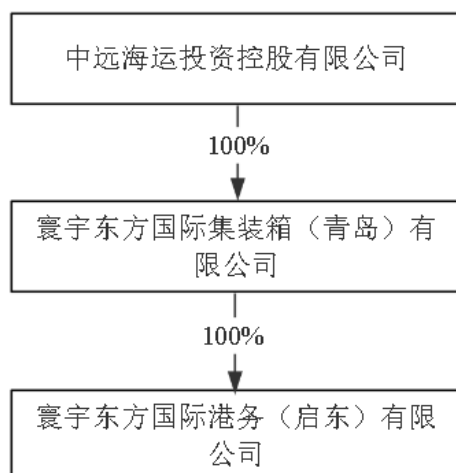 中远海运投资控股有限公司
100%
寰宇东方国际集装箱（青岛）有
限公司
100%
寰宇东方国际港务（启东）有限
公司